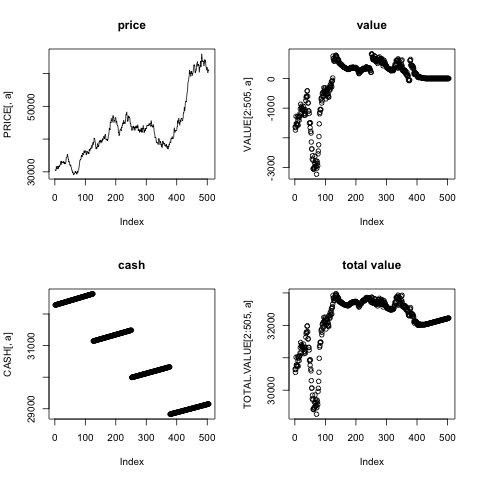 price
PRICE[, a]
30000 50000
0 100 200 300 400 500
Index
value
VALUE[2:505, a]
-3000 -1000 0
0 100 200 300 400 500
Index
cash
CASH[, a]
29000 31000
0 100 200 300 400 500
Index
total value
TOTAL.VALUE[2:505, a]
30000 32000
0 100 200 300 400 500
Index